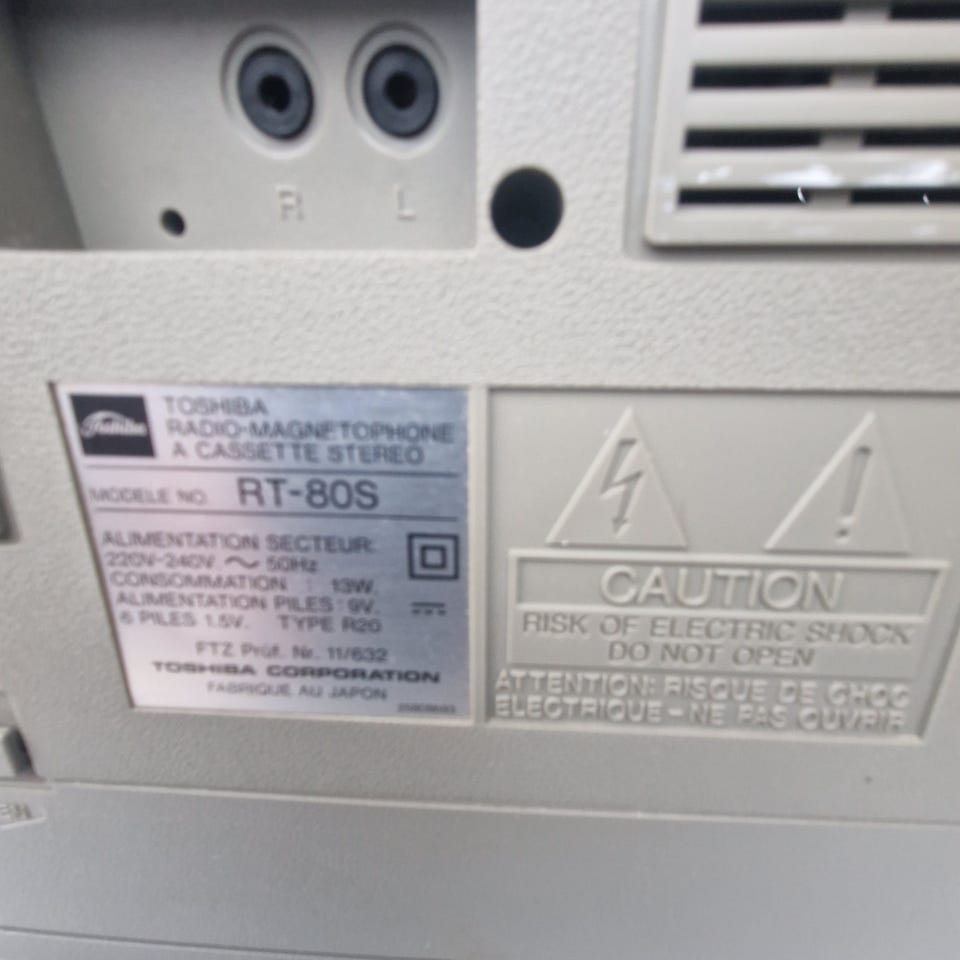 R L
Toshiba
TOSHIBA
RADIO-MAGNETOPHONE
A CASSETTE STEREO
MODELE NO. RT-80S
ALIMENTATION SECTEUR:
220V-240V ~ 50Hz
CONSOMMATION : 13W.
ALIMENTATION PILES : 9V.
6 PILES 1.5V. TYPE R20
FTZ Prüf. Nr. 11/632
TOSHIBA CORPORATION
FABRIQUE AU JAPON
CAUTION
RISK OF ELECTRIC SHOCK
DO NOT OPEN
ATTENTION: RISQUE DE CHOC
ELECTRIQUE - NE PAS OUVRIR